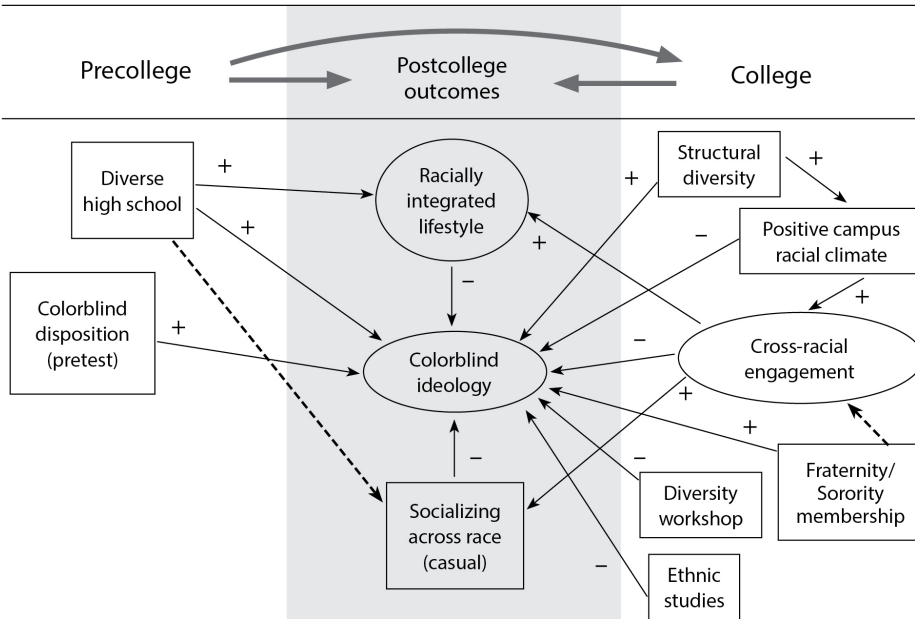 Precollege
Postcollege
outcomes
College
Diverse
high school
+
+
Racially
integrated
lifestyle
Structural
diversity
+
+
Positive campus
racial climate
–
+
+
Colorblind
disposition
(pretest)
+
–
Colorblind
ideology
–
Cross-racial
engagement
+
+
–
–
Socializing
across race
(casual)
Diversity
workshop
Fraternity/
Sorority
membership
–
Ethnic
studies